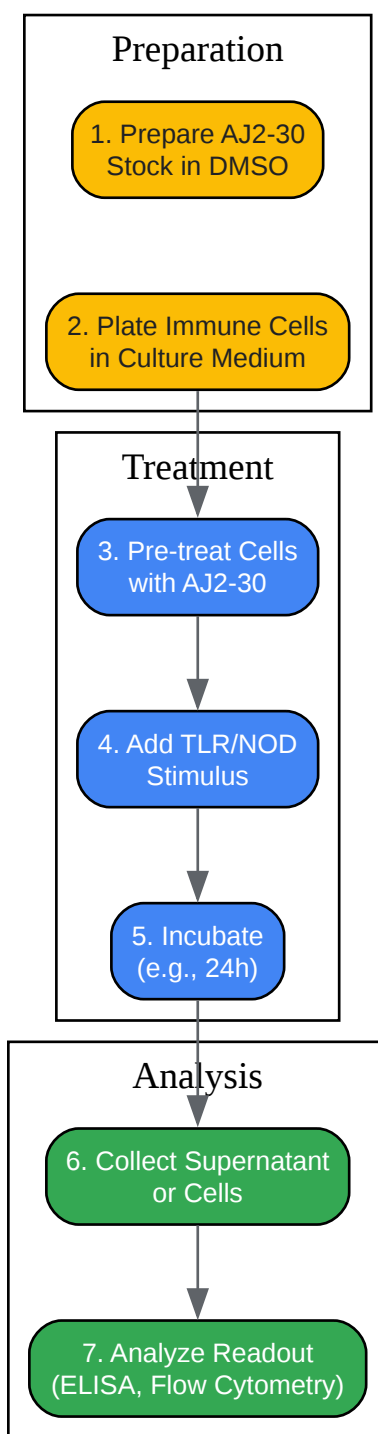 Preparation
1. Prepare AJ2-30
Stock in DMSO
2. Plate Immune Cells
in Culture Medium
Treatment
3. Pre-treat Cells
with AJ2-30
4. Add TLR/NOD
Stimulus
5. Incubate
(e.g., 24h)
Analysis
6. Collect Supernatant
or Cells
7. Analyze Readout
(ELISA, Flow Cytometry)